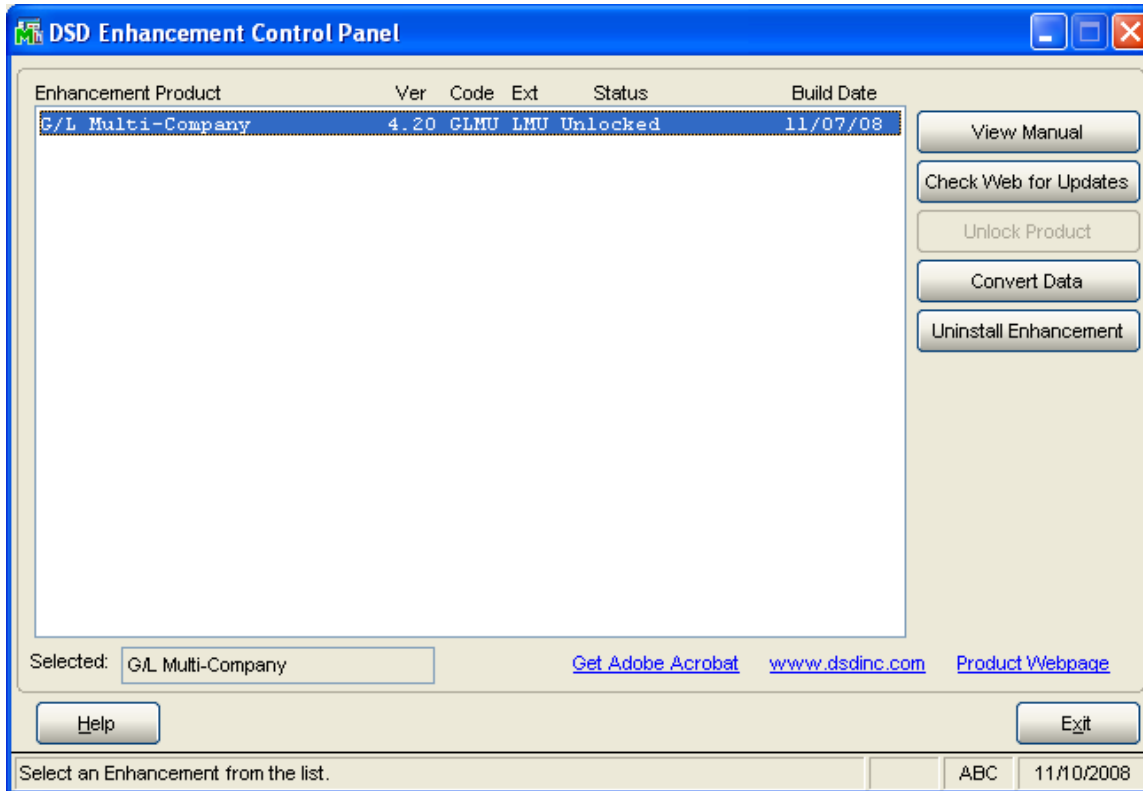 DSD Enhancement Control Panel
Enhancement Product Ver Code Ext Status Build Date
G/L Multi-Company 4.20 GLMU LMU Unlocked 11/07/08
View Manual
Check Web for Updates
Unlock Product
Convert Data
Uninstall Enhancement
Selected: G/L Multi-Company Get Adobe Acrobat www.dsdinc.com Product Webpage
Help Exit
Select an Enhancement from the list. ABC 11/10/2008